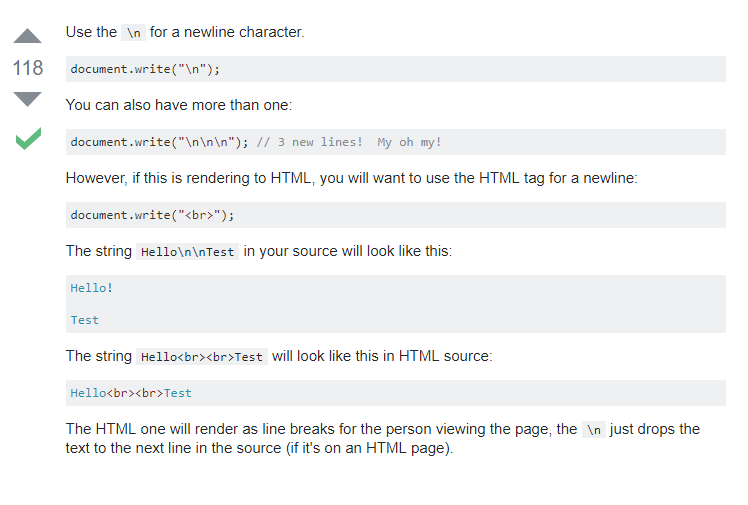 Use the \n for a newline character.
118
document.write("\n");
You can also have more than one:
document.write("\n\n\n"); // 3 new lines!  My oh my!
However, if this is rendering to HTML, you will want to use the HTML tag for a newline:
document.write("<br>");
The string Hello\n\nTest in your source will look like this:
Hello!
Test
The string Hello<br><br>Test will look like this in HTML source:
Hello<br><br>Test
The HTML one will render as line breaks for the person viewing the page, the \n just drops the
text to the next line in the source (if it's on an HTML page).